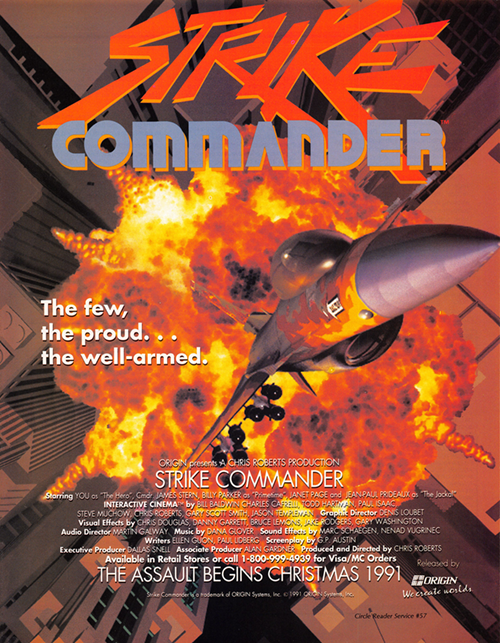 STRIKE
COMMANDER™
The few,
the proud. . .
the well-armed.
ORIGIN presents A CHRIS ROBERTS PRODUCTION
STRIKE COMMANDER
Starring YOU as "The Hero", Cmdr. JAMES STERN, BILLY PARKER as "Primetime", JANET PAGE and JEAN-PAUL PRIDEAUX as "The Jackal"
INTERACTIVE CINEMA - by BILL BALDWIN, CHARLES CAFRELLI, TODD HARTMAN, PAUL ISAAC,
STEVE MUCHOW, CHRIS ROBERTS, GARY SCOTT SMITH, JASON TEMPLEMAN Graphic Director DENIS LOUBET
Visual Effects by CHRIS DOUGLAS, DANNY GARRETT, BRUCE LEMONS, JAKE RODGERS, GARY WASHINGTON
Audio Director MARTIN GALWAY Music by DANA GLOVER Sound Effects by MARC SCHAEFGEN, NENAD VUGRINEC
Writers ELLEN GUON, PAUL LIDBERG Screenplay by G.P. AUSTIN
Executive Producer DALLAS SNELL Associate Producer ALAN GARDNER Produced and Directed by CHRIS ROBERTS
Available in Retail Stores or call 1-800-999-4939 for Visa/MC Orders
THE ASSAULT BEGINS CHRISTMAS 1991
Released by
ORIGIN
We create worlds.
Strike Commander is a trademark of ORIGIN Systems, Inc. © 1991 ORIGIN Systems, Inc.
Circle Reader Service #57